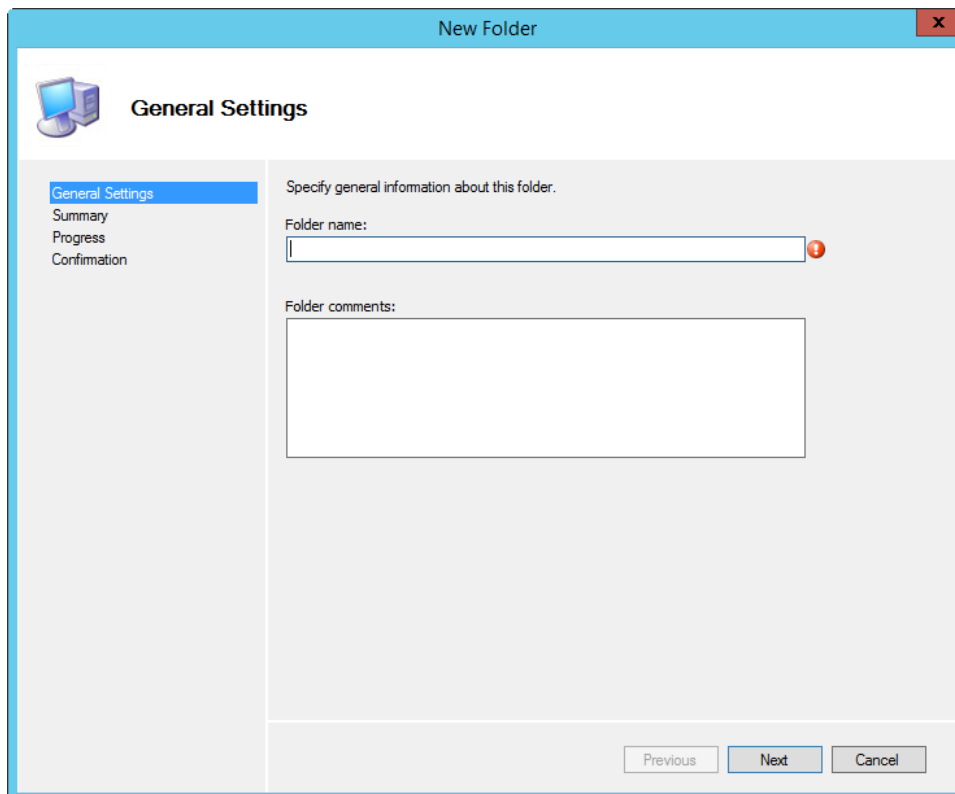 New Folder
x
General Settings
General Settings
Summary
Progress
Confirmation
Specify general information about this folder.
Folder name:
Folder comments:
Previous
Next
Cancel